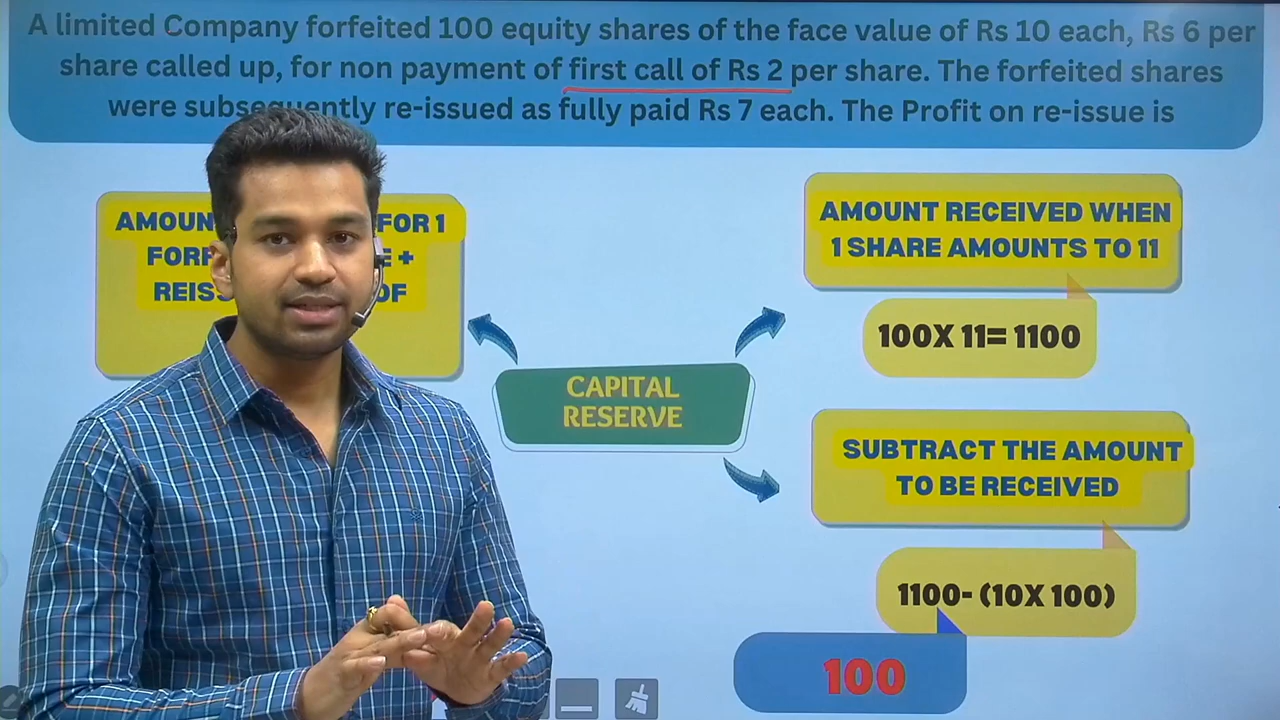 A limited Company forfeited 100 equity shares of the face value of Rs 10 each, Rs 6 per
share called up, for non payment of first call of Rs 2 per share. The forfeited shares
were subsequently re-issued as fully paid Rs 7 each. The Profit on re-issue is
FOR 1
+
OF
AMOUNT RECEIVED WHEN
1 SHARE AMOUNTS TO 11
100X 11= 1100
CAPITAL
RESERVE
SUBTRACT THE AMOUNT
TO BE RECEIVED
1100- (10X 100)
100